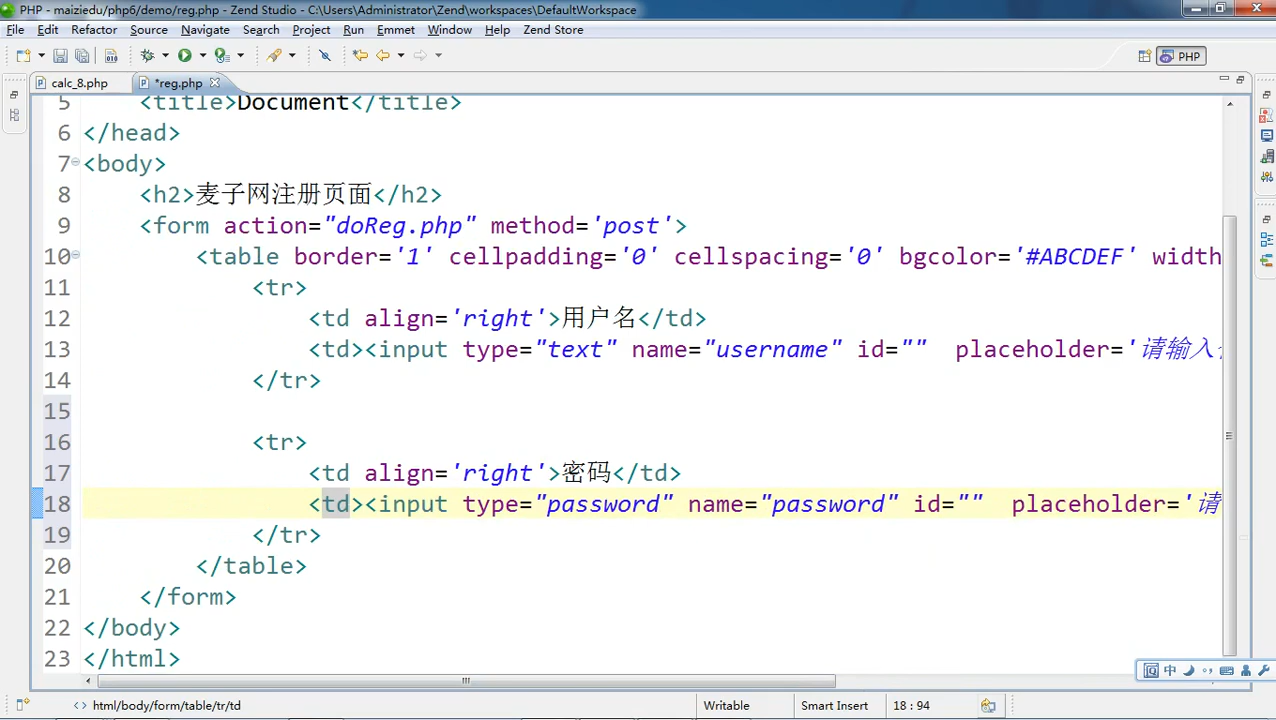 PHP - maiziedu/php6/demo/reg.php - Zend Studio - C:\Users\Administrator\Zend\workspaces\DefaultWorkspace
File Edit Refactor Source Navigate Search Project Run Emmet Window Help Zend Store
PHP
calc_8.php *reg.php
5 <title>Document</title>
6 </head>
7 <body>
8 <h2>麦子网注册页面</h2>
9 <form action="doReg.php" method='post'>
10 <table border='1' cellpadding='0' cellspacing='0' bgcolor='#ABCDEF' width
11 <tr>
12 <td align='right'>用户名</td>
13 <td><input type="text" name="username" id="" placeholder='请输入
14 </tr>
15
16 <tr>
17 <td align='right'>密码</td>
18 <td><input type="password" name="password" id="" placeholder='请
19 </tr>
20 </table>
21 </form>
22 </body>
23 </html>
中
html/body/form/table/tr/td Writable Smart Insert 18 : 94